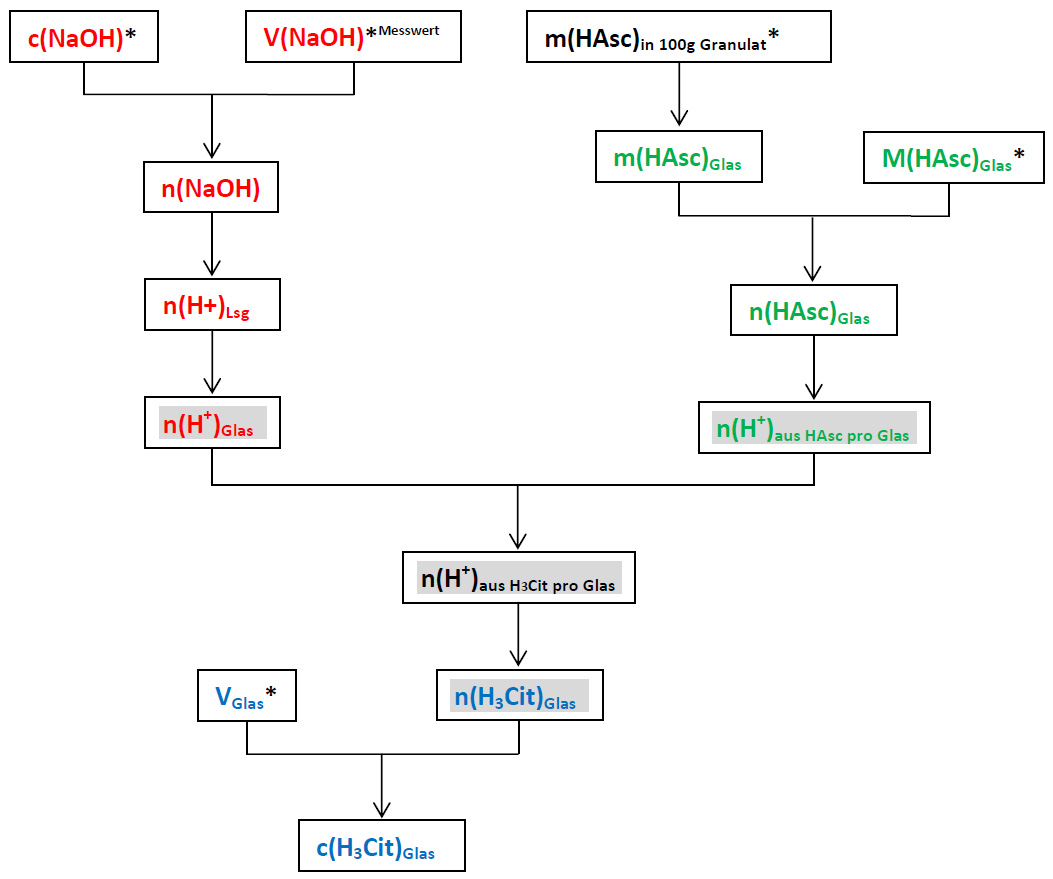 c(NaOH)*
V(NaOH)*Messwert
m(HAsc)in 100g Granulat*
m(HAsc)Glas
M(HAsc)Glas*
n(NaOH)
n(H+)Lsg
n(HAsc)Glas
n(H+)Glas
n(H+)aus HAsc pro Glas
n(H+)aus H3Cit pro Glas
VGlas*
n(H3Cit)Glas
c(H3Cit)Glas